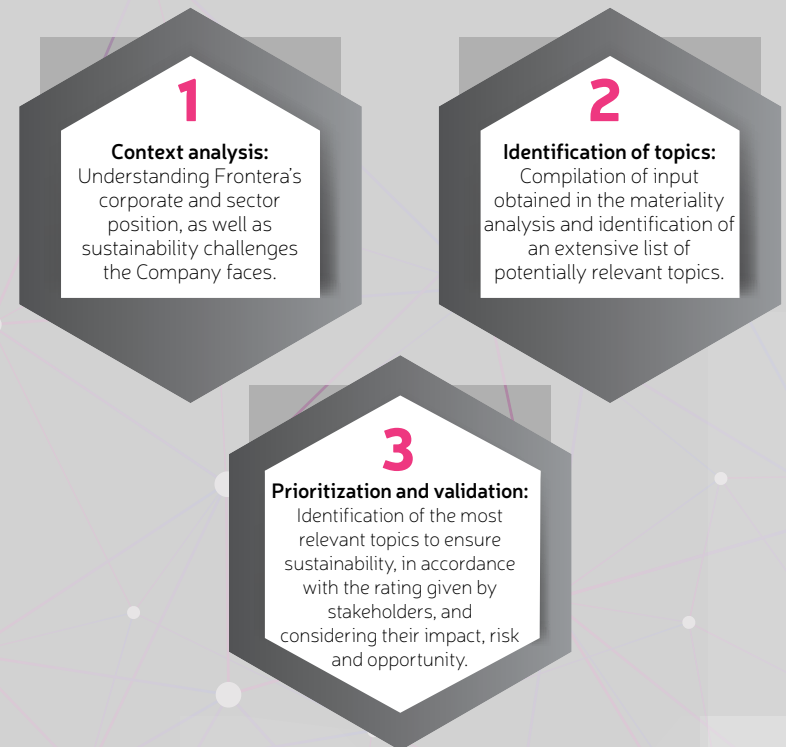 1
Context analysis:
Understanding Frontera's
corporate and sector
position, as well as
sustainability challenges
the Company faces.
2
Identification of topics:
Compilation of input
obtained in the materiality
analysis and identification of
an extensive list of
potentially relevant topics.
3
Prioritization and validation:
Identification of the most
relevant topics to ensure
sustainability, in accordance
with the rating given by
stakeholders, and
considering their impact, risk
and opportunity.